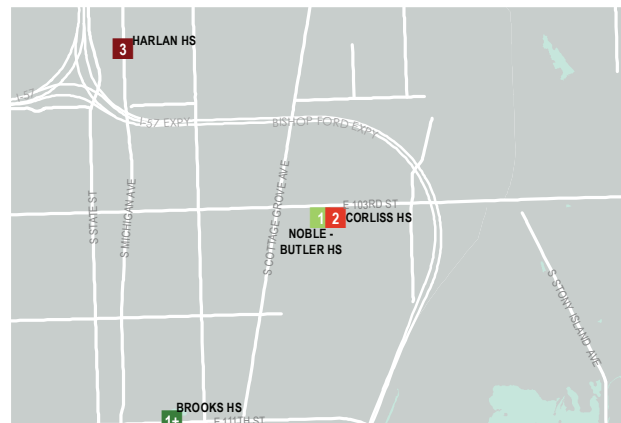 3 HARLAN HS
I-57
I-57 EXPY
BISHOP FORD EXPY
S STATE ST
S MICHIGAN AVE
S COTTAGE GROVE AVE
E 103RD ST
1 2 CORLISS HS
NOBLE -
BUTLER HS
S STONY ISLAND AVE
BROOKS HS
1+
E 111TH ST